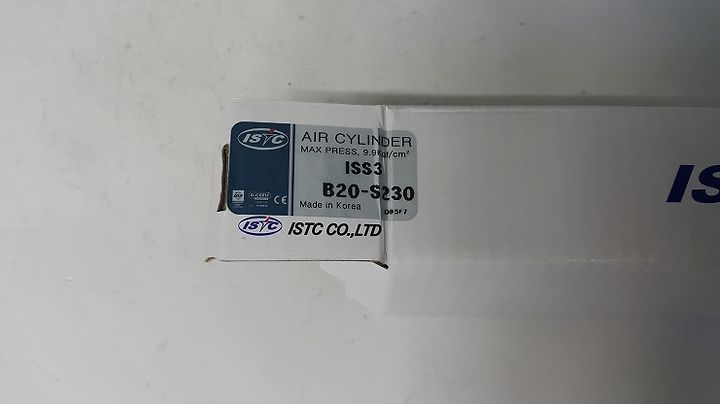 ISTC
AIR CYLINDER
MAX PRESS. 9.9Kgf/cm²
ISS3
B20-S230
CE
Made in Korea
ISTC ISTC CO.,LTD
IS